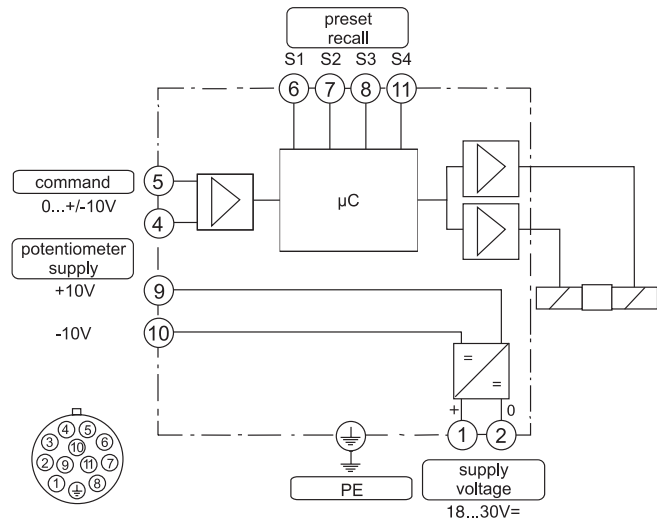 preset
recall
S1 S2 S3 S4
6 7 8 11
5
command
0...+/-10V
4
µC
potentiometer
supply
+10V
9
-10V
10
=
=
+ 0
1 2
4 5
3 10 6
2 9 11 7
1 8
PE
supply
voltage
18...30V=